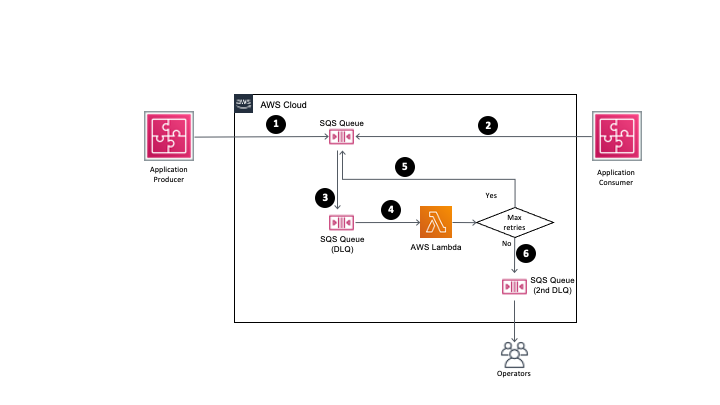 aws
AWS Cloud
SQS Queue
1
2
Application
Producer
Application
Consumer
5
3
Yes
4
Max
retries
SQS Queue
(DLQ)
AWS Lambda
No
6
SQS Queue
(2nd DLQ)
Operators